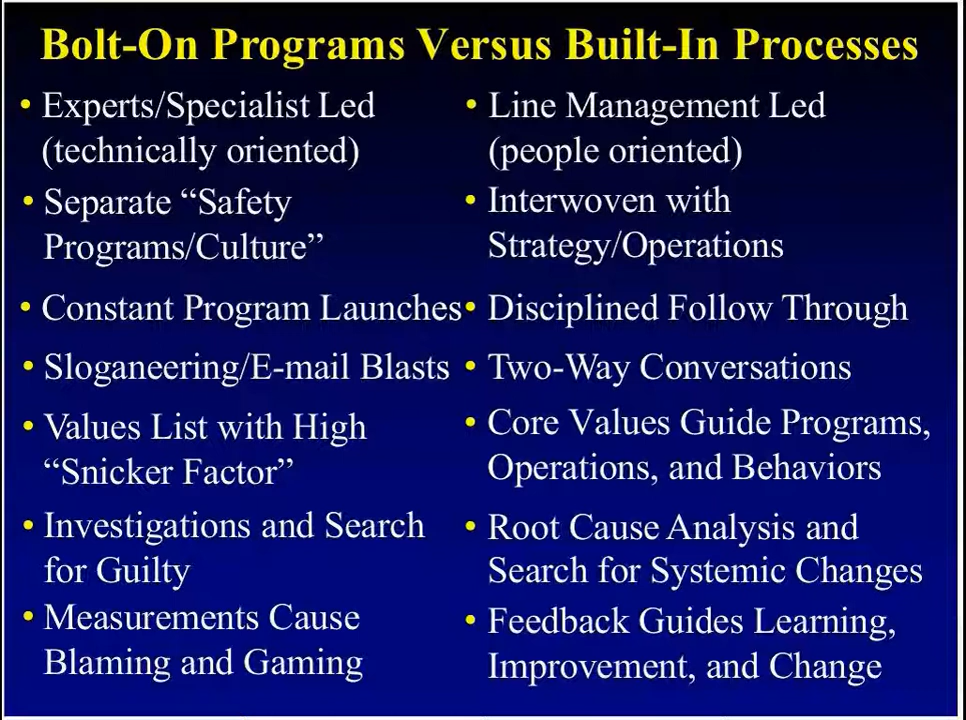 Bolt-On Programs Versus Built-In Processes
• Experts/Specialist Led
(technically oriented)
• Separate “Safety
Programs/Culture”
• Constant Program Launches
• Sloganeering/E-mail Blasts
• Values List with High
“Snicker Factor”
• Investigations and Search
for Guilty
• Measurements Cause
Blaming and Gaming
• Line Management Led
(people oriented)
• Interwoven with
Strategy/Operations
• Disciplined Follow Through
• Two-Way Conversations
• Core Values Guide Programs,
Operations, and Behaviors
• Root Cause Analysis and
Search for Systemic Changes
• Feedback Guides Learning,
Improvement, and Change